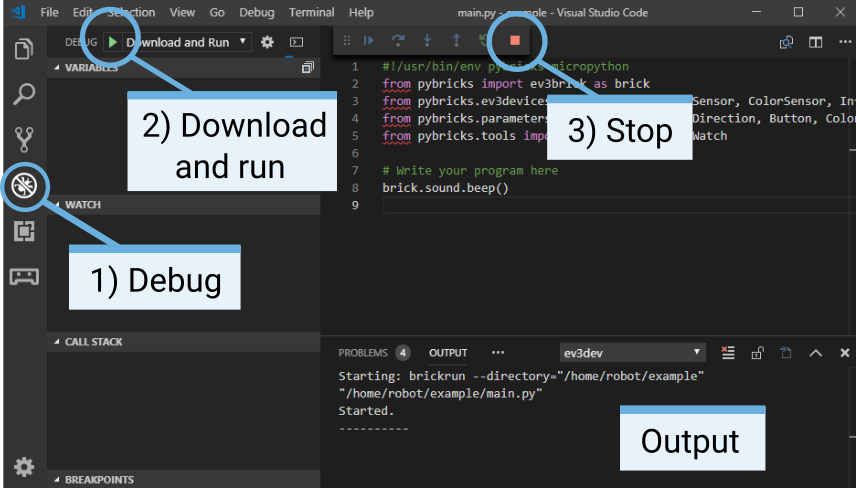 File Edit Selection View Go Debug Terminal Help main.py - example - Visual Studio Code
DEBUG Download and Run
VARIABLES
2) Download
and run
WATCH
1) Debug
CALL STACK
BREAKPOINTS
1 #!/usr/bin/env pybricks-micropython
2 from pybricks import ev3brick as brick
3 from pybricks.ev3devices Sensor, ColorSensor, In
4 from pybricks.parameters Direction, Button, Colo
5 from pybricks.tools imp Watch
6
7 # Write your program here
8 brick.sound.beep()
9
3) Stop
PROBLEMS 4 OUTPUT ··· ev3dev
Starting: brickrun --directory="/home/robot/example"
"/home/robot/example/main.py"
Started.
----------
Output